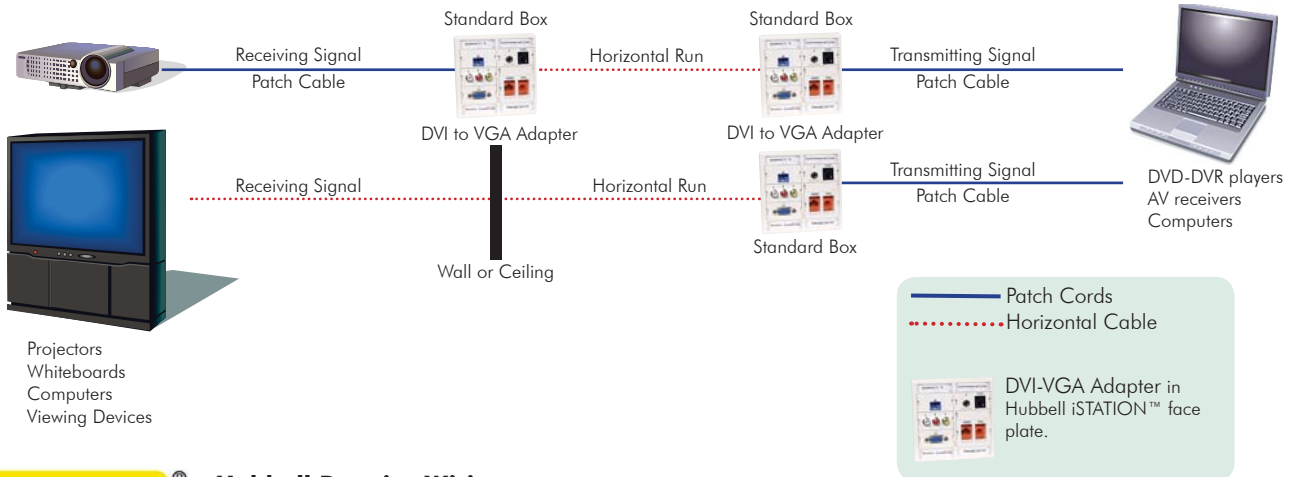 Standard Box
Standard Box
Receiving Signal
Patch Cable
Horizontal Run
Transmitting Signal
Patch Cable
DVI to VGA Adapter
DVI to VGA Adapter
Receiving Signal
Horizontal Run
Transmitting Signal
Patch Cable
DVD-DVR players
AV receivers
Computers
Standard Box
Wall or Ceiling
Patch Cords
Horizontal Cable
Projectors
Whiteboards
Computers
Viewing Devices
DVI-VGA Adapter in
Hubbell iSTATION™ face
plate.